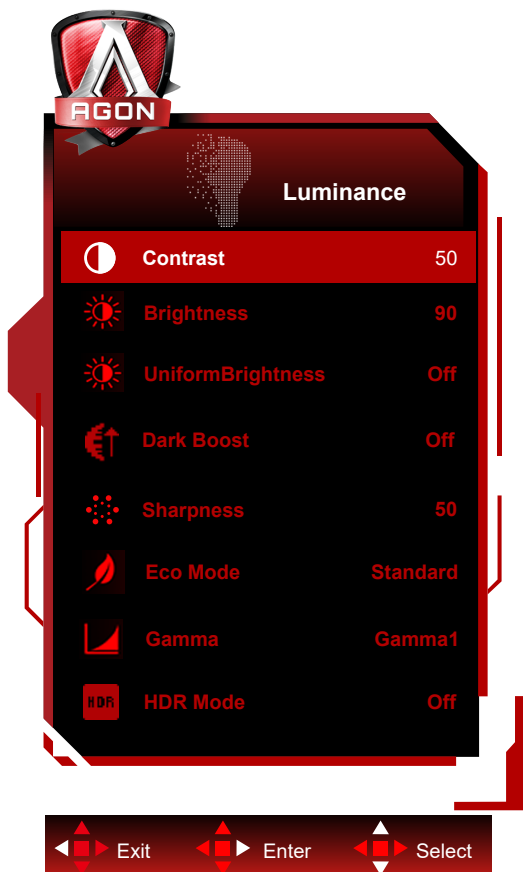 AGON
Luminance
Contrast 50
Brightness 90
UniformBrightness Off
Dark Boost Off
Sharpness 50
Eco Mode Standard
Gamma Gamma1
HDR HDR Mode Off
Exit Enter Select